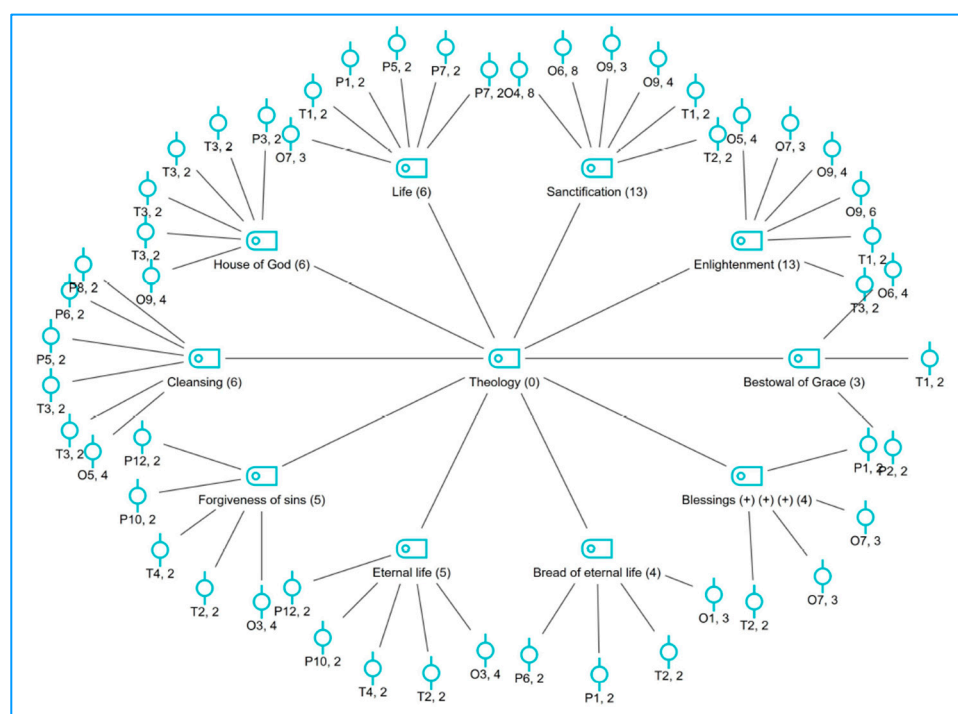 P5, 2
P7, 2
O6, 8
O9, 3
P1, 2
O9, 4
P7, 2
O4, 8
T1, 2
T1, 2
P3, 2
O5, 4
T3, 2
O7, 3
O7, 3
T2, 2
T3, 2
O9, 4
Life (6)
Sanctification (13)
T3, 2
O9, 6
T3, 2
T1, 2
House of God (6)
Enlightenment (13)
O9, 4
P8, 2
T3, 2
O6, 4
P6, 2
P5, 2
Cleansing (6)
Theology (0)
Bestowal of Grace (3)
T1, 2
T3, 2
T3, 2
O5, 4
P12, 2
P1, 2
P2, 2
Forgiveness of sins (5)
Blessings (+) (+) (+) (4)
P10, 2
O7, 3
T4, 2
Eternal life (5)
Bread of eternal life (4)
O7, 3
T2, 2
O3, 4
P12, 2
O1, 3
T2, 2
P10, 2
O3, 4
P6, 2
T2, 2
T4, 2
T2, 2
P1, 2